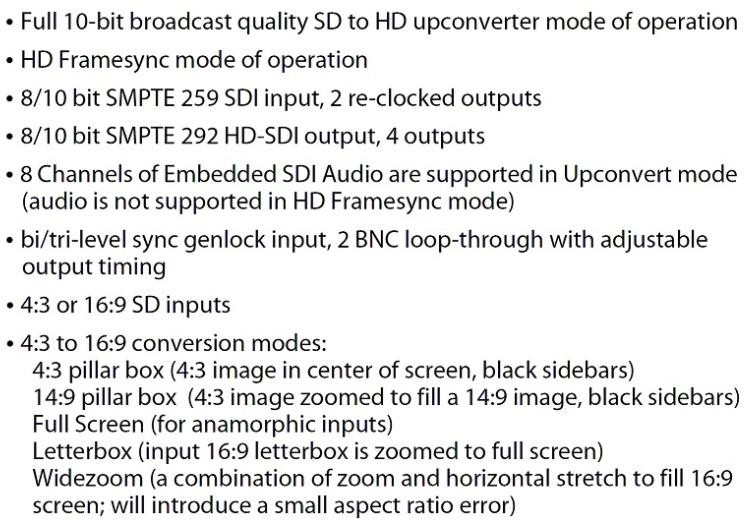 • Full 10-bit broadcast quality SD to HD upconverter mode of operation
• HD Framesync mode of operation
• 8/10 bit SMPTE 259 SDI input, 2 re-clocked outputs
• 8/10 bit SMPTE 292 HD-SDI output, 4 outputs
• 8 Channels of Embedded SDI Audio are supported in Upconvert mode
(audio is not supported in HD Framesync mode)
• bi/tri-level sync genlock input, 2 BNC loop-through with adjustable
output timing
• 4:3 or 16:9 SD inputs
• 4:3 to 16:9 conversion modes:
4:3 pillar box (4:3 image in center of screen, black sidebars)
14:9 pillar box (4:3 image zoomed to fill a 14:9 image, black sidebars)
Full Screen (for anamorphic inputs)
Letterbox (input 16:9 letterbox is zoomed to full screen)
Widezoom (a combination of zoom and horizontal stretch to fill 16:9
screen; will introduce a small aspect ratio error)